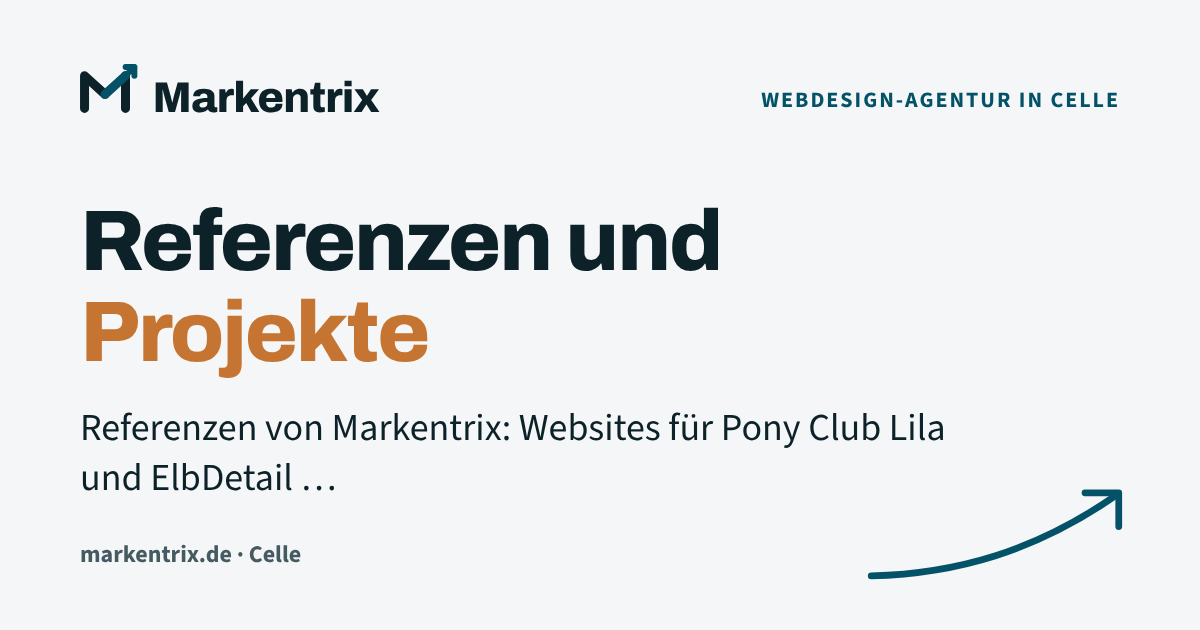 Markentrix
WEBDESIGN-AGENTUR IN CELLE
Referenzen und
Projekte
Referenzen von Markentrix: Websites für Pony Club Lila
und ElbDetail …
markentrix.de · Celle